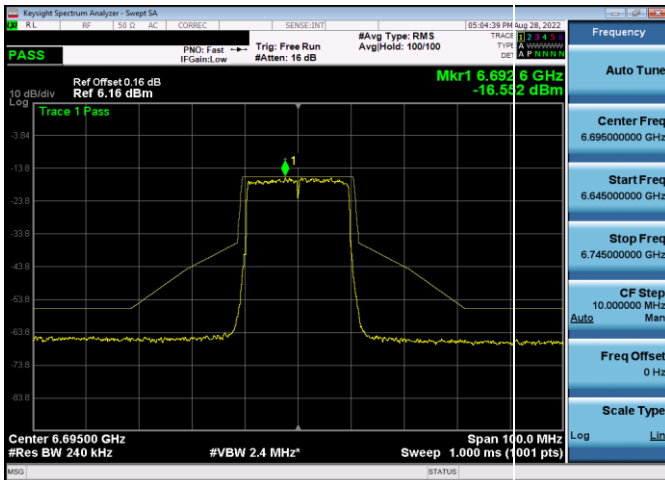 Keysight Spectrum Analyzer - Swept SA
RL RF 50 Ω AC CORREC SENSE:INT 05:04:39 PM Aug 28, 2022
PASS
PNO: Fast
IFGain:Low
Trig: Free Run
#Atten: 16 dB
#Avg Type: RMS
Avg|Hold: 100/100
TRACE 1 2 3 4 5 6
TYPE A WWWWW
DET A P N N N N
Mkr1 6.692 6 GHz
-16.552 dBm
Ref Offset 0.16 dB
10 dB/div Ref 6.16 dBm
Log
Trace 1 Pass
1
-3.84
-13.8
-23.8
-33.8
-43.8
-53.8
-63.8
-73.8
-83.8
Center 6.69500 GHz Span 100.0 MHz
#Res BW 240 kHz #VBW 2.4 MHz* Sweep 1.000 ms (1001 pts)
MSG STATUS
Frequency
Auto Tune
Center Freq
6.695000000 GHz
Start Freq
6.645000000 GHz
Stop Freq
6.745000000 GHz
CF Step
10.000000 MHz
Auto Man
Freq Offset
0 Hz
Scale Type
Log Lin